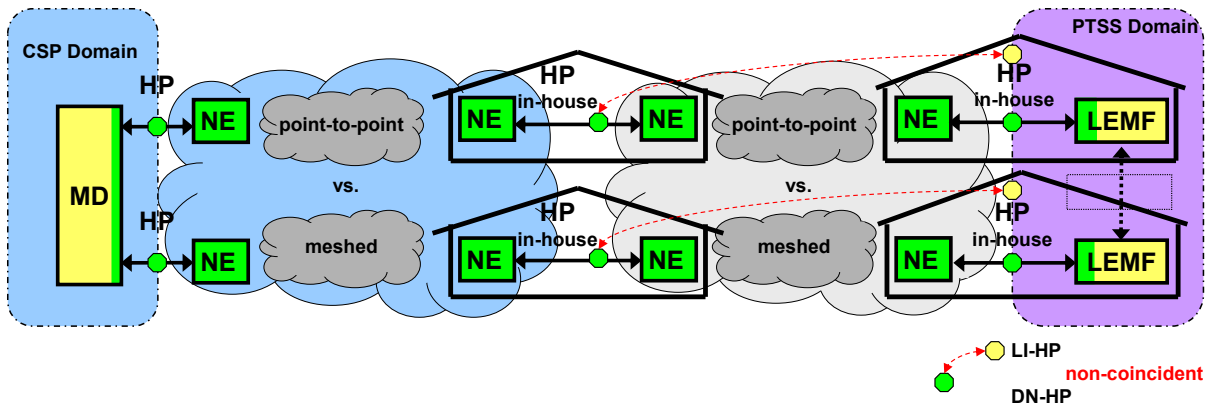 CSP Domain
PTSS Domain
HP
HP
HP
in-house
in-house
NE
point-to-point
NE
NE
point-to-point
NE
LEMF
MD
vs.
vs.
HP
HP
HP
in-house
in-house
NE
meshed
NE
NE
meshed
NE
LEMF
LI-HP
non-coincident
DN-HP